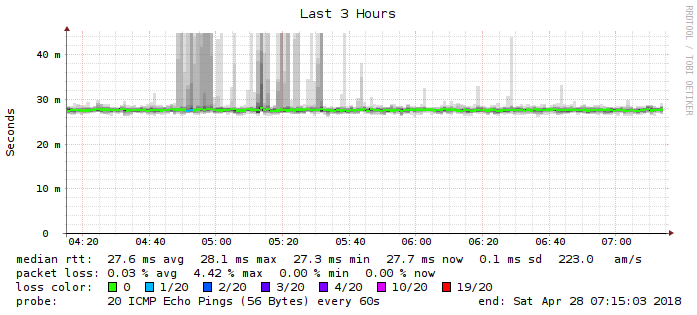 Last 3 Hours
RRDTOOL / TOBI OETIKER
Seconds
40 m
30 m
20 m
10 m
0
04:20 04:40 05:00 05:20 05:40 06:00 06:20 06:40 07:00
median rtt: 27.6 ms avg 28.1 ms max 27.3 ms min 27.7 ms now 0.1 ms sd 223.0 am/s
packet loss: 0.03 % avg 4.42 % max 0.00 % min 0.00 % now
loss color: 0 1/20 2/20 3/20 4/20 10/20 19/20
probe: 20 ICMP Echo Pings (56 Bytes) every 60s end: Sat Apr 28 07:15:03 2018